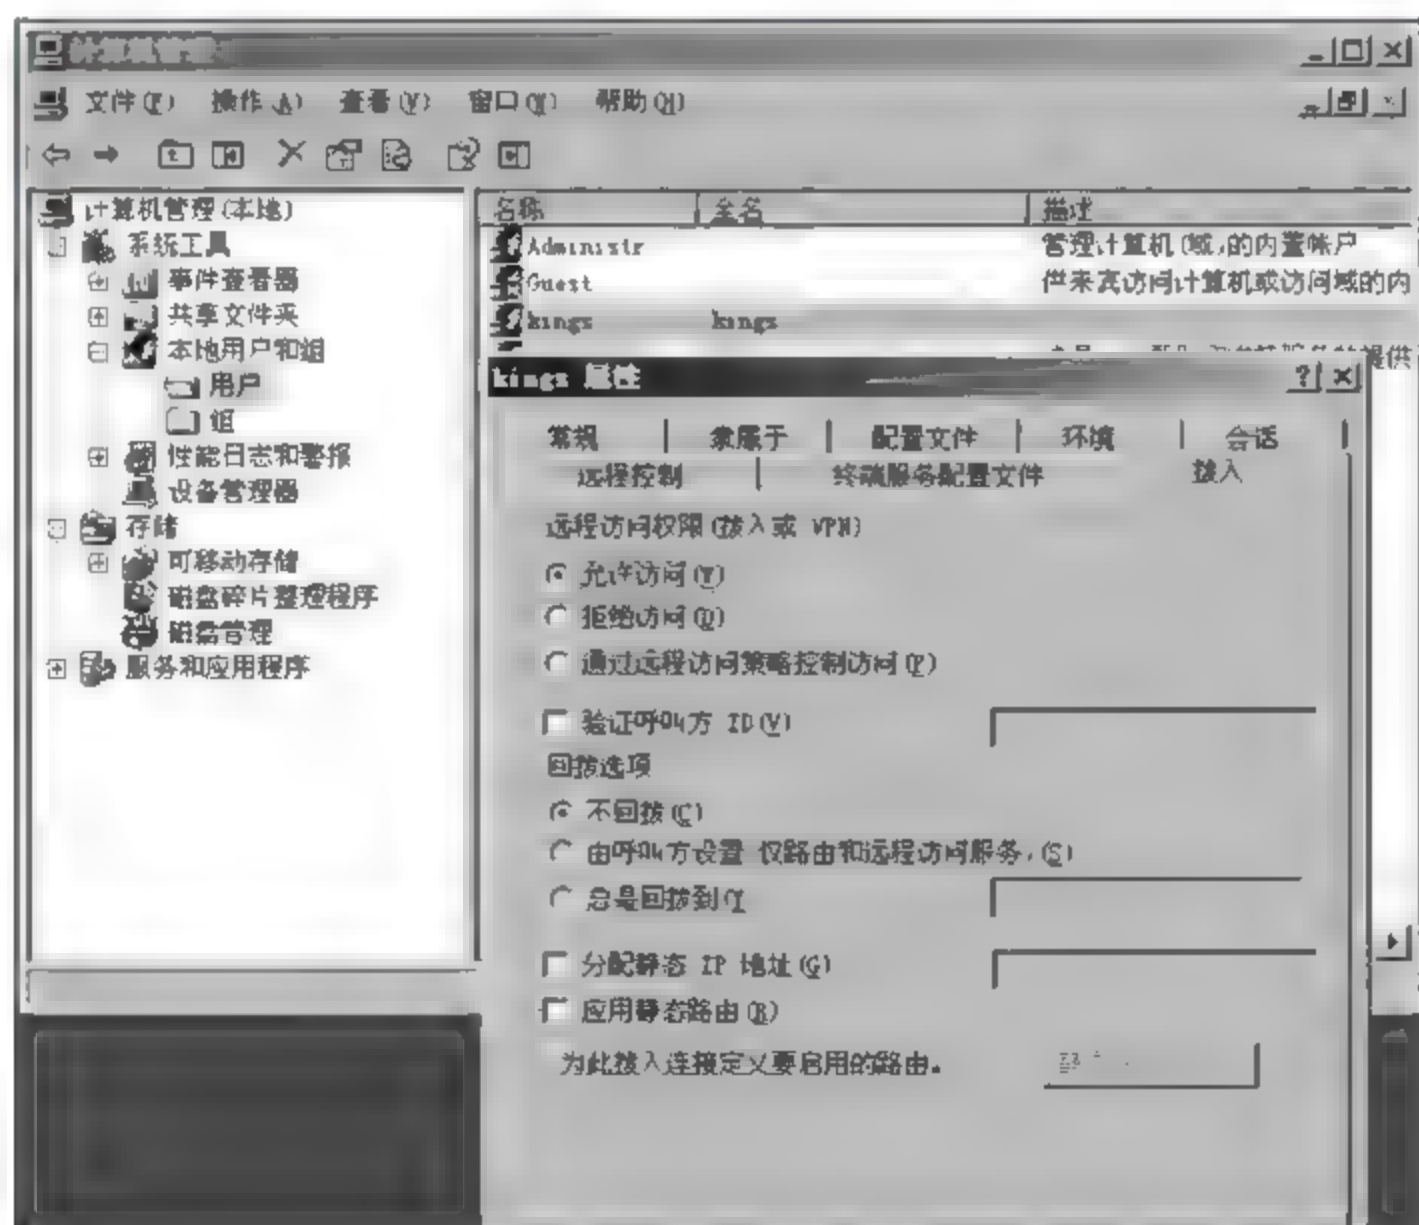 计算机管理
文件(F) 操作(A) 查看(V) 窗口(W) 帮助(H)
计算机管理(本地)
系统工具
事件查看器
共享文件夹
本地用户和组
用户
组
性能日志和警报
设备管理器
存储
可移动存储
磁盘碎片整理程序
磁盘管理
服务和应用程序
名称 全名 描述
Administr 管理计算机(域)的内置帐户
Guest 供来宾访问计算机或访问域的内
kingz kingz
提供
kingz 属性
常规 隶属于 配置文件 环境 会话
远程控制 终端服务配置文件 拨入
远程访问权限(拨入或 VPN)
允许访问(W)
拒绝访问(D)
通过远程访问策略控制访问(P)
验证呼叫方 ID(V)
回拨选项
不回拨(C)
由呼叫方设置 仅路由和远程访问服务)(S)
总是回拨到(Y
分配静态 IP 地址(G)
应用静态路由(R)
为此拨入连接定义要启用的路由。